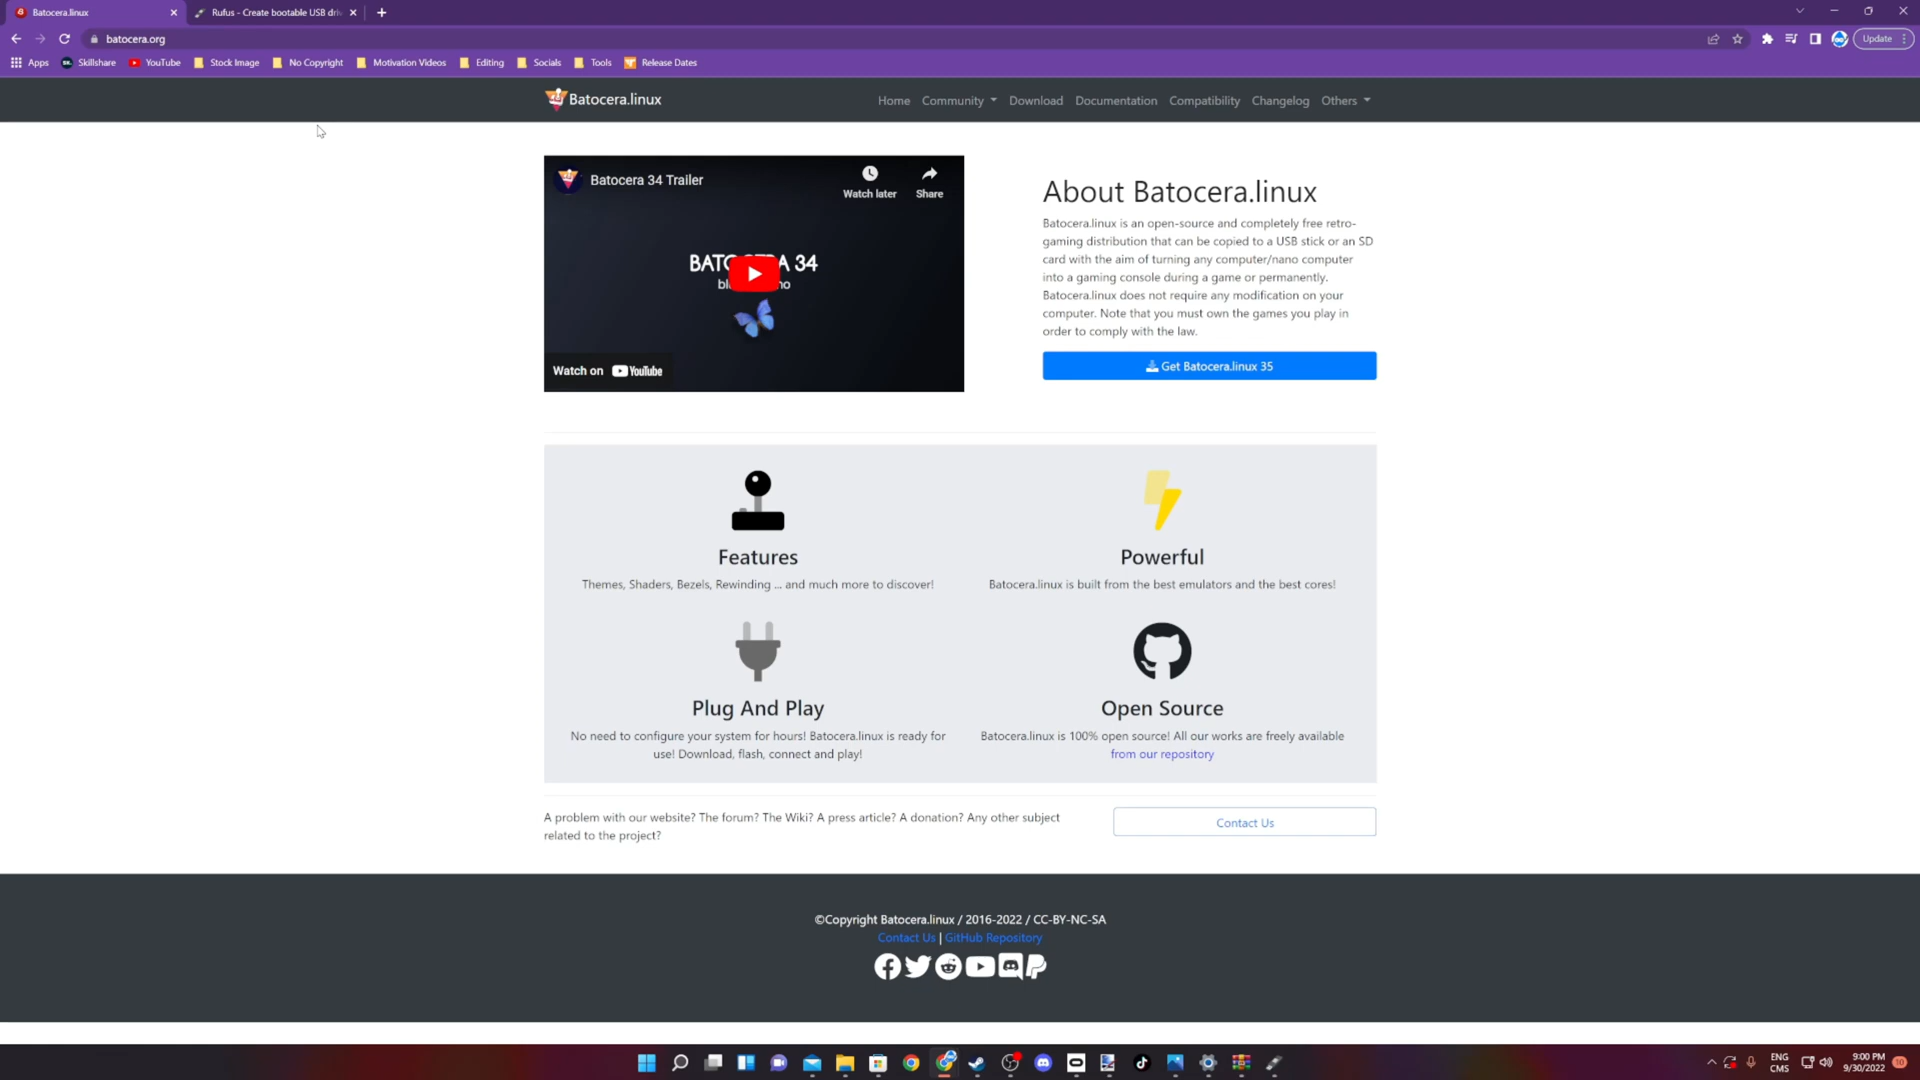 Batocera.linux
Rufus - Create bootable USB driv
batocera.org
Update
Apps
Skillshare
YouTube
Stock Image
No Copyright
Motivation Videos
Editing
Socials
Tools
Release Dates
Batocera.linux
Home
Community
Download
Documentation
Compatibility
Changelog
Others
Batocera 34 Trailer
Watch later
Share
BATOCERA 34
Watch on YouTube
About Batocera.linux
Batocera.linux is an open-source and completely free retro-
gaming distribution that can be copied to a USB stick or an SD
card with the aim of turning any computer/nano computer
into a gaming console during a game or permanently.
Batocera.linux does not require any modification on your
computer. Note that you must own the games you play in
order to comply with the law.
Get Batocera.linux 35
Features
Themes, Shaders, Bezels, Rewinding ... and much more to discover!
Powerful
Batocera.linux is built from the best emulators and the best cores!
Plug And Play
No need to configure your system for hours! Batocera.linux is ready for
use! Download, flash, connect and play!
Open Source
Batocera.linux is 100% open source! All our works are freely available
from our repository
A problem with our website? The forum? The Wiki? A press article? A donation? Any other subject
related to the project?
Contact Us
©Copyright Batocera.linux / 2016-2022 / CC-BY-NC-SA
Contact Us | GitHub Repository
ENG
CMS
9:00 PM
9/30/2022